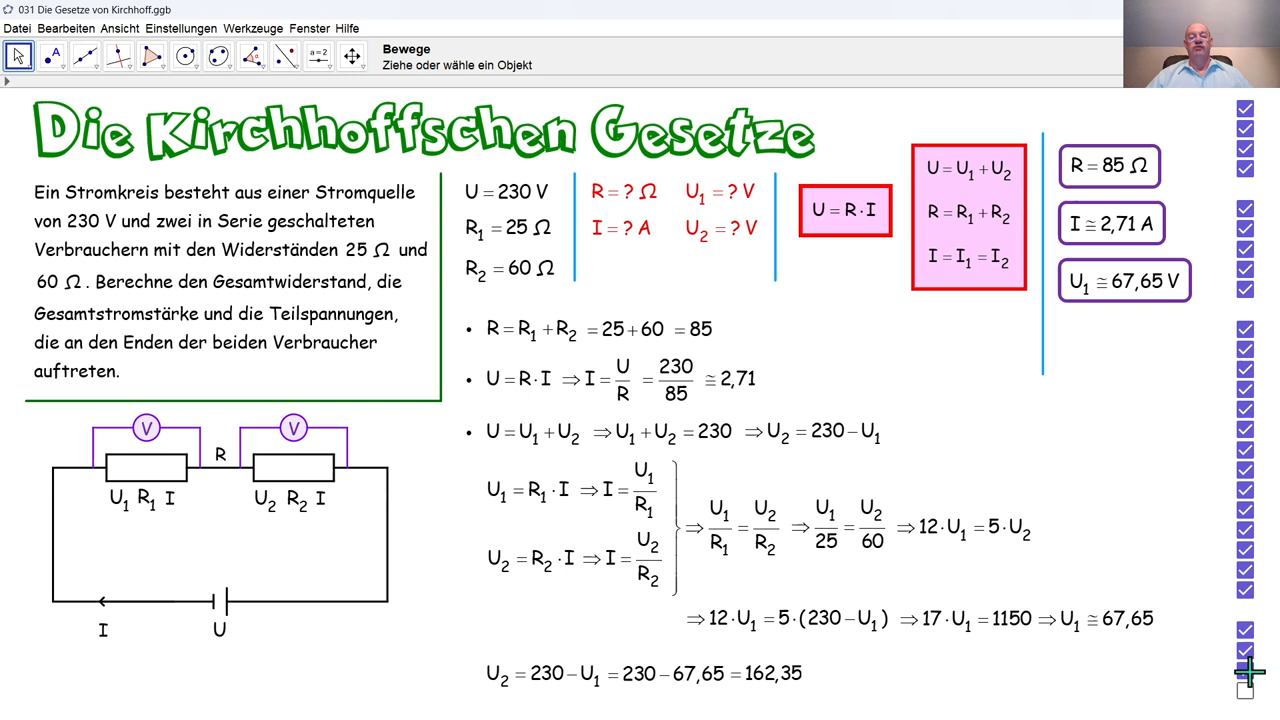 031 Die Gesetze von Kirchhoff.ggb
Datei Bearbeiten Ansicht Einstellungen Werkzeuge Fenster Hilfe
A
a=2
Bewege
Ziehe oder wähle ein Objekt
Die Kirchhoffschen Gesetze
Ein Stromkreis besteht aus einer Stromquelle
von 230 V und zwei in Serie geschalteten
Verbrauchern mit den Widerständen 25 Ω und
60 Ω. Berechne den Gesamtwiderstand, die
Gesamtstromstärke und die Teilspannungen,
die an den Enden der beiden Verbraucher
auftreten.
U = 230 V
R₁ = 25 Ω
R₂ = 60 Ω
R = ? Ω U₁ = ? V
I = ? A U₂ = ? V
U = R·I
U = U₁ + U₂
R = R₁ + R₂
I = I₁ = I₂
R = 85 Ω
I ≅ 2,71 A
U₁ ≅ 67,65 V
• R = R₁ + R₂ = 25 + 60 = 85
• U = R·I ⇒ I = U/R = 230/85 ≅ 2,71
• U = U₁ + U₂ ⇒ U₁ + U₂ = 230 ⇒ U₂ = 230 − U₁
U₁ = R₁·I ⇒ I = U₁/R₁
U₂ = R₂·I ⇒ I = U₂/R₂
⇒ U₁/R₁ = U₂/R₂ ⇒ U₁/25 = U₂/60 ⇒ 12·U₁ = 5·U₂
⇒ 12·U₁ = 5·(230 − U₁) ⇒ 17·U₁ = 1150 ⇒ U₁ ≅ 67,65
U₂ = 230 − U₁ = 230 − 67,65 = 162,35
V V
R
U₁ R₁ I U₂ R₂ I
I U